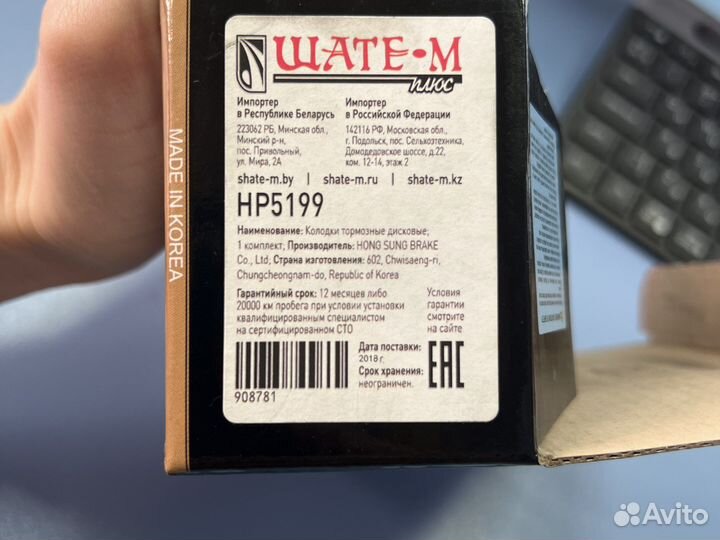 ШАТЕ-М
ПЛЮС
Импортер
в Республике Беларусь
223062 РБ, Минская обл.,
Минский р-н,
пос. Привольный,
ул. Мира, 2А
Импортер
в Российской Федерации
142116 РФ, Московская обл.,
г. Подольск, пос. Сельхозтехника,
Домодедовское шоссе, д.22,
ком. 12-14, этаж 2
shate-m.by | shate-m.ru | shate-m.kz
HP5199
Наименование: Колодки тормозные дисковые;
1 комплект; Производитель: HONG SUNG BRAKE
Co., Ltd; Страна изготовления: 602, Chwisaeng-ri,
Chungcheongnam-do, Republic of Korea
Гарантийный срок: 12 месяцев либо
20000 км пробега при условии установки
квалифицированным специалистом
на сертифицированном СТО
Условия
гарантии
смотрите
на сайте
Дата поставки:
2018 г.
Срок хранения:
неограничен.
EAC
908781
MADE IN KOREA
Avito